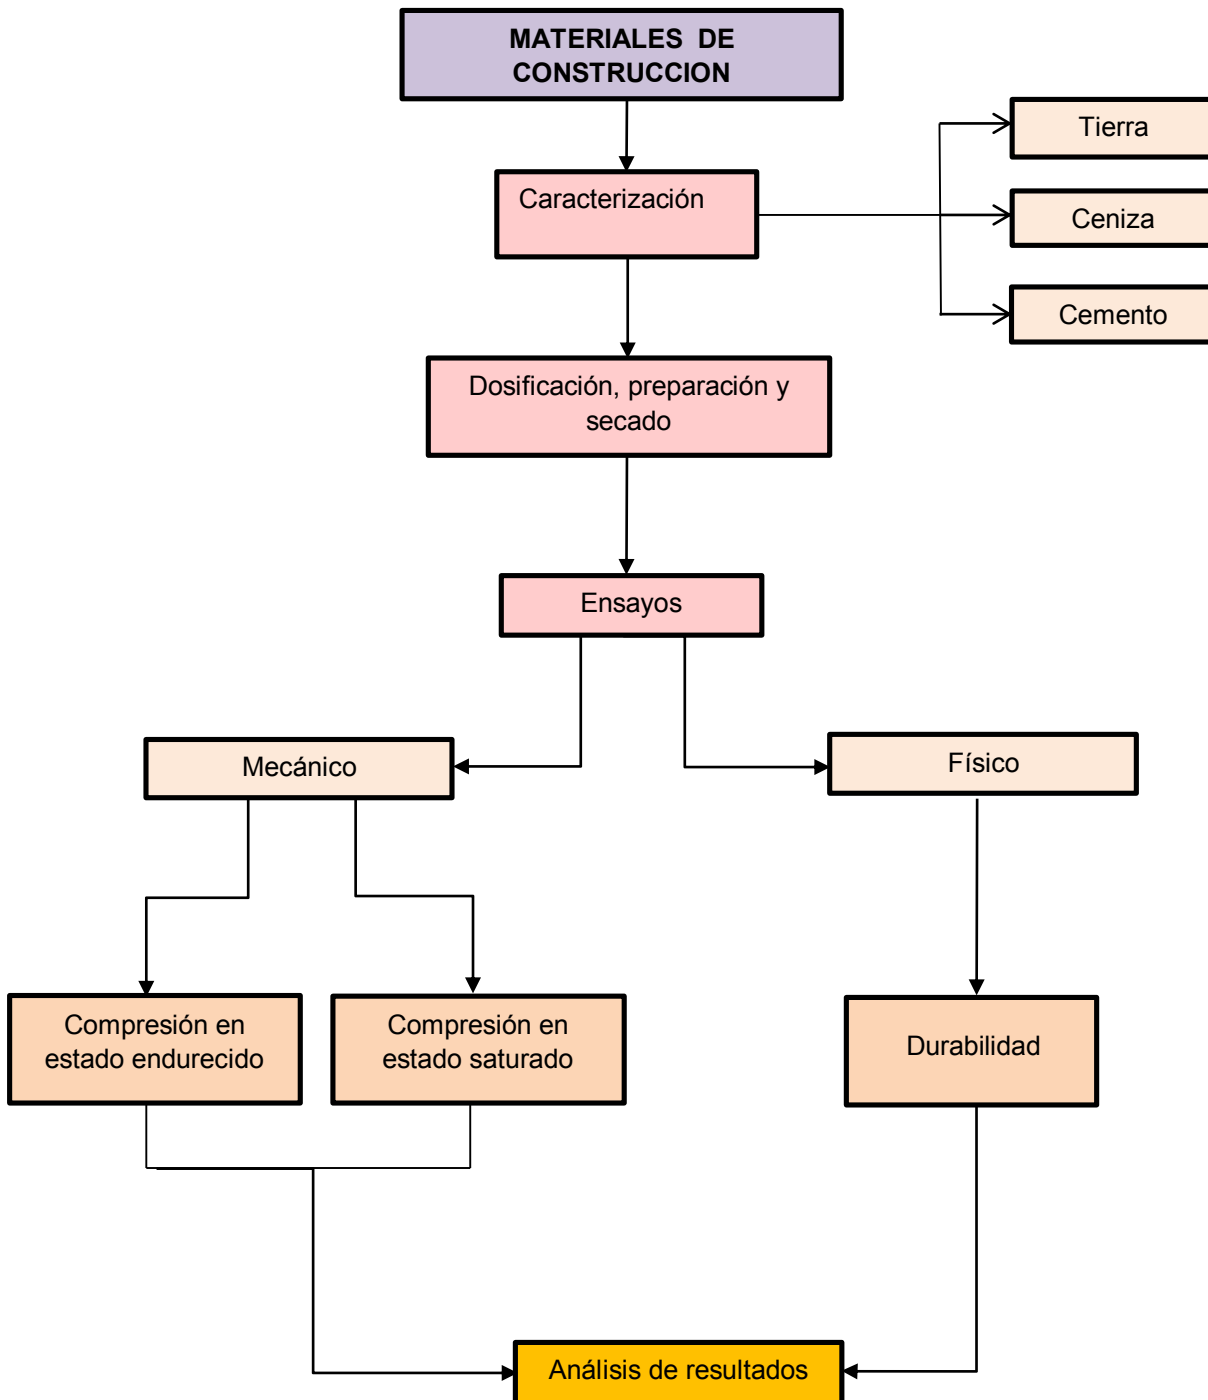 MATERIALES DE
CONSTRUCCION
Tierra
Caracterización
Ceniza
Cemento
Dosificación, preparación y
secado
Ensayos
Mecánico
Físico
Compresión en
estado endurecido
Compresión en
estado saturado
Durabilidad
Análisis de resultados